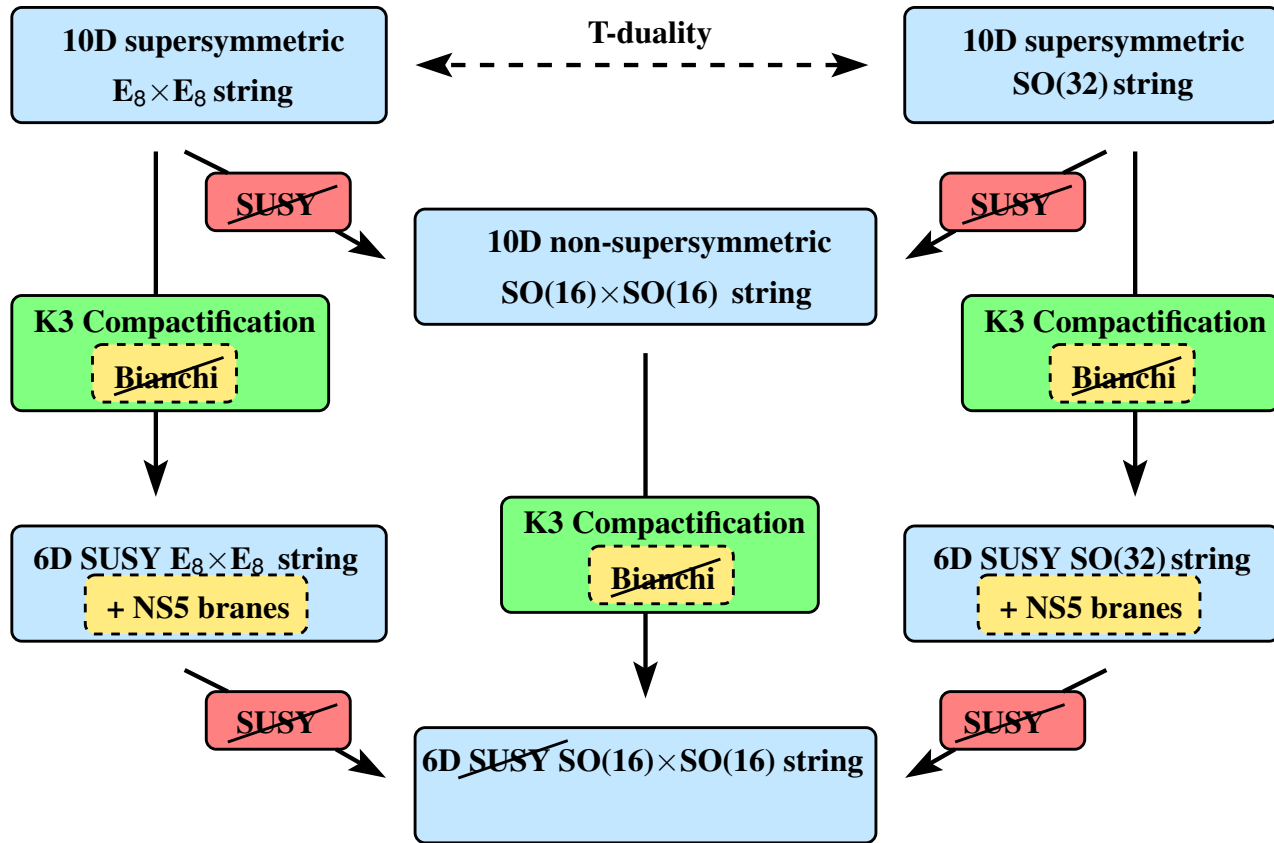 10D supersymmetric
E₈×E₈ string
T-duality
10D supersymmetric
SO(32) string
SUSY
SUSY
10D non-supersymmetric
SO(16)×SO(16) string
K3 Compactification
Bianchi
K3 Compactification
Bianchi
K3 Compactification
Bianchi
6D SUSY E₈×E₈ string
+ NS5 branes
6D SUSY SO(32) string
+ NS5 branes
SUSY
SUSY
6D SUSY SO(16)×SO(16) string